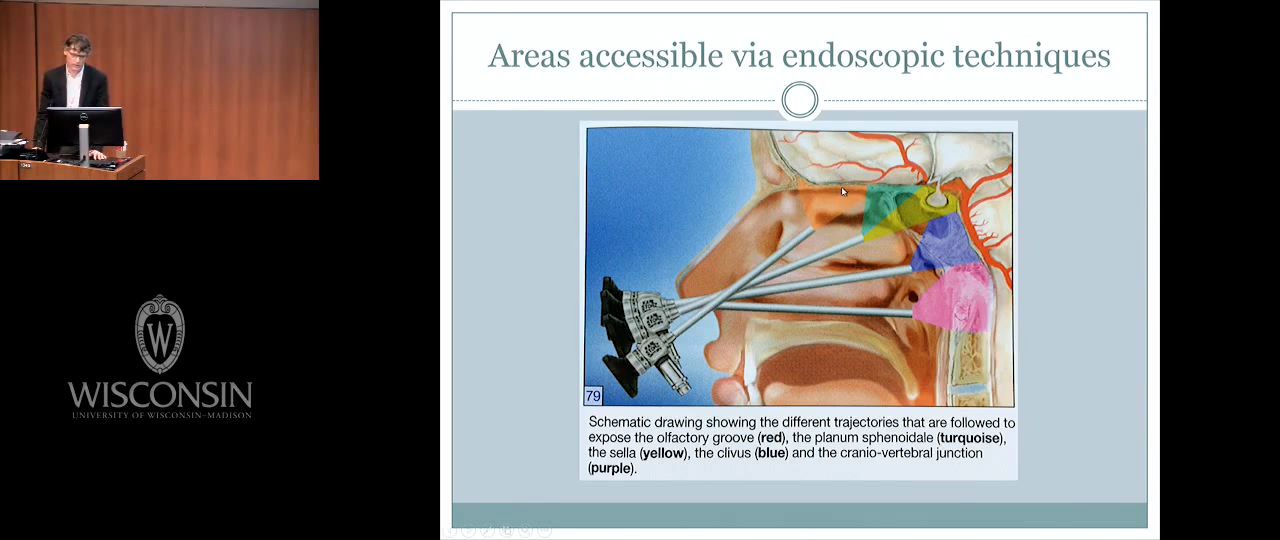 Areas accessible via endoscopic techniques
79
Schematic drawing showing the different trajectories that are followed to
expose the olfactory groove (red), the planum sphenoidale (turquoise),
the sella (yellow), the clivus (blue) and the cranio-vertebral junction
(purple).
W
WISCONSIN
UNIVERSITY OF WISCONSIN–MADISON